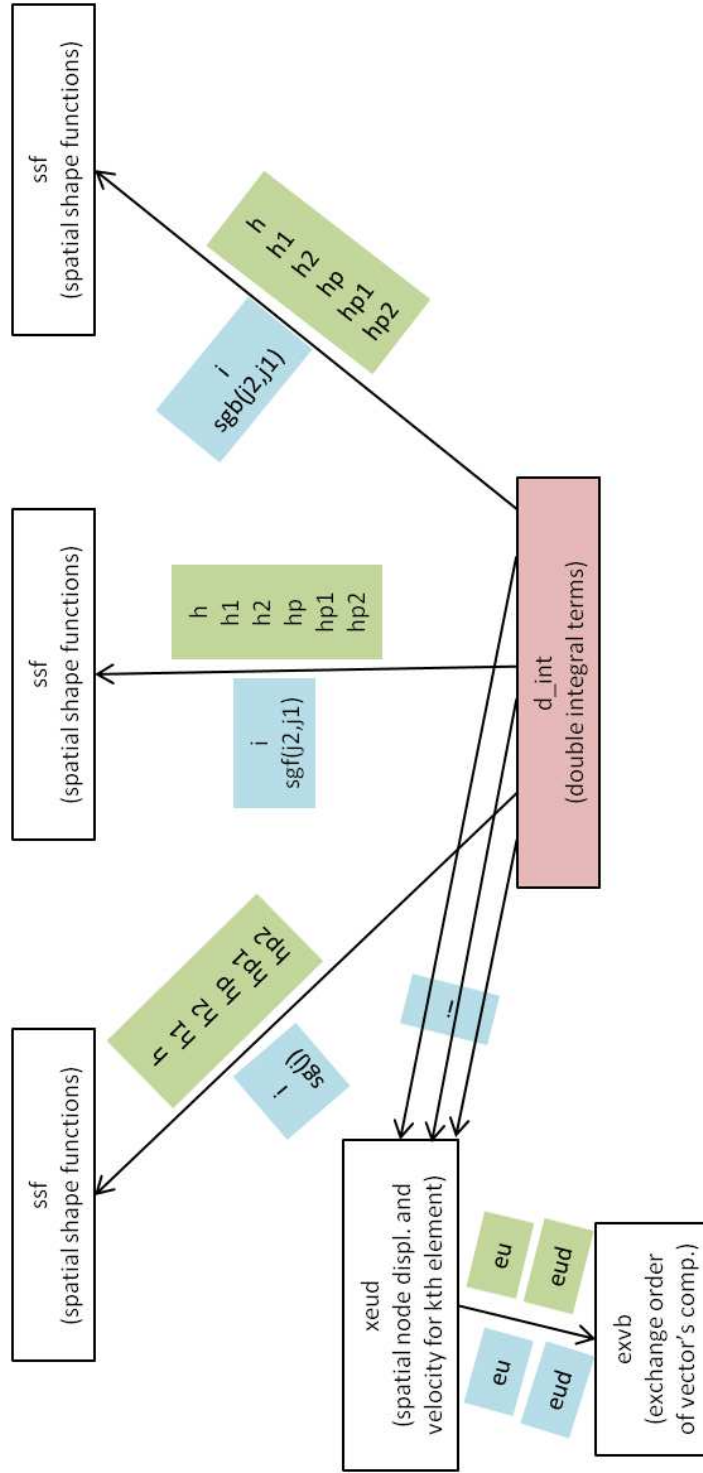 ssf
(spatial shape functions)
ssf
(spatial shape functions)
ssf
(spatial shape functions)
h
h1
h2
hp
hp1
hp2
i
sg(j)
h
h1
h2
hp
hp1
hp2
i
sgf(j2,j1)
h
h1
h2
hp
hp1
hp2
i
sgb(j2,j1)
xeud
(spatial node displ. and
velocity for kth element)
i
d_int
(double integral terms)
eu
eud
eu
eud
exvb
(exchange order
of vector's comp.)